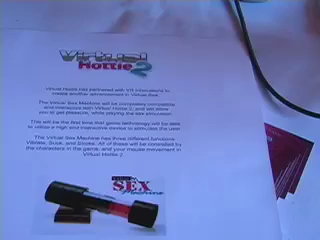 Virtual
Hottie 2
Virtual Hottie has partnered with VR Innovations to
create another advancement in Virtual Sex.
The Virtual Sex Machine will be completely compatible
and interactive with Virtual Hottie 2, and will allow
you to get pleasure, while playing the sex simulation
This will be the first time that game technology will be able
to utilize a high end interactive device to stimulate the user.
The Virtual Sex Machine has three different functions
Vibrate, Suck, and Stroke. All of these will be controlled by
the characters in the game, and your mouse movement in
Virtual Hottie 2.
SEX
Machine